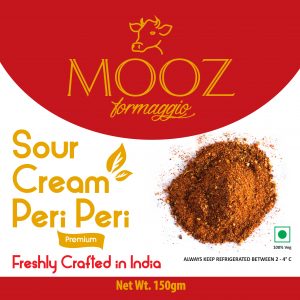 MOOZ
formaggio
Sour
Cream
Peri Peri
Premium
Freshly Crafted in India
100% Veg
ALWAYS KEEP REFRIGERATED BETWEEN 2 - 4° C
Net Wt. 150gm